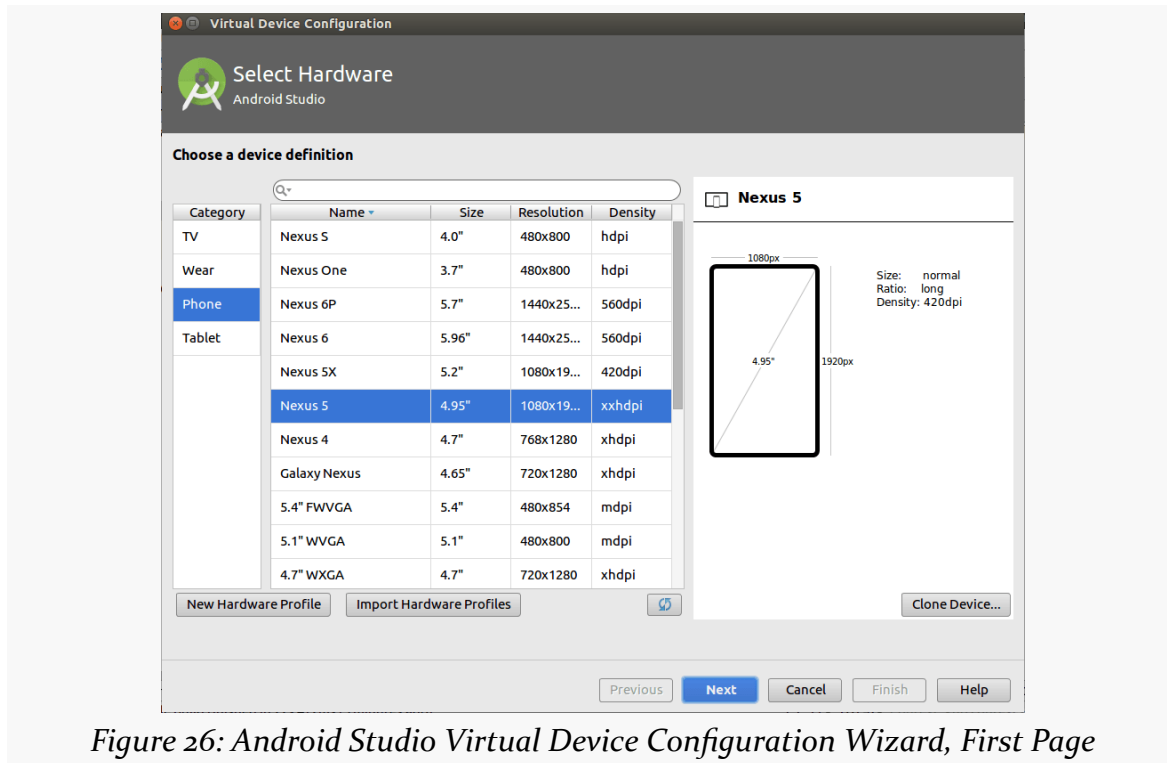 Virtual Device Configuration
Select Hardware
Android Studio
Choose a device definition
Category
TV
Wear
Phone
Tablet
Name Size Resolution Density
Nexus S 4.0" 480x800 hdpi
Nexus One 3.7" 480x800 hdpi
Nexus 6P 5.7" 1440x25... 560dpi
Nexus 6 5.96" 1440x25... 560dpi
Nexus 5X 5.2" 1080x19... 420dpi
Nexus 5 4.95" 1080x19... xxhdpi
Nexus 4 4.7" 768x1280 xhdpi
Galaxy Nexus 4.65" 720x1280 xhdpi
5.4" FWVGA 5.4" 480x854 mdpi
5.1" WVGA 5.1" 480x800 mdpi
4.7" WXGA 4.7" 720x1280 xhdpi
New Hardware Profile Import Hardware Profiles
Nexus 5
1080px
4.95"
1920px
Size: normal
Ratio: long
Density: 420dpi
Clone Device...
Previous Next Cancel Finish Help
Figure 26: Android Studio Virtual Device Configuration Wizard, First Page